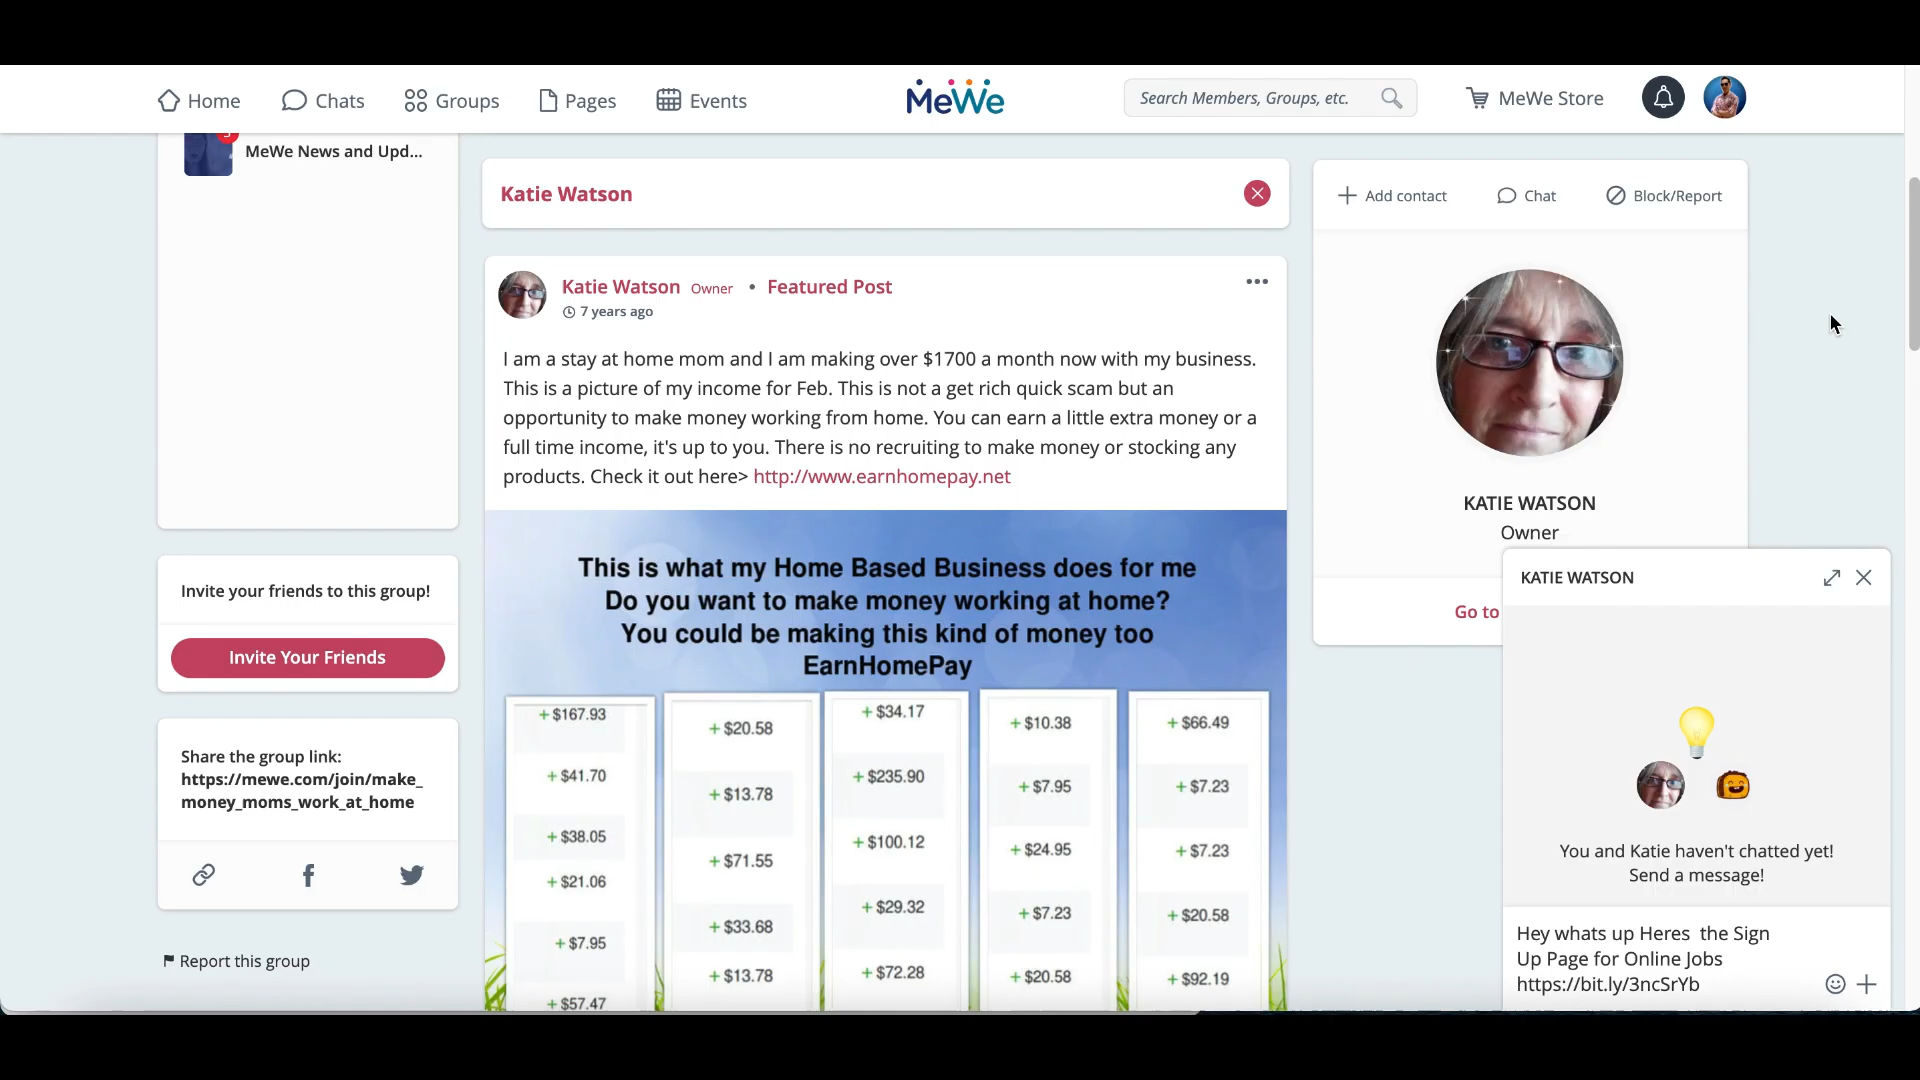 Home
Chats
Groups
Pages
Events
MeWe
Search Members, Groups, etc.
MeWe Store
MeWe News and Upd...
Invite your friends to this group!
Invite Your Friends
Share the group link:
https://mewe.com/join/make_
money_moms_work_at_home
Report this group
Katie Watson
Katie Watson Owner • Featured Post
7 years ago
I am a stay at home mom and I am making over $1700 a month now with my business.
This is a picture of my income for Feb. This is not a get rich quick scam but an
opportunity to make money working from home. You can earn a little extra money or a
full time income, it's up to you. There is no recruiting to make money or stocking any
products. Check it out here> http://www.earnhomepay.net
This is what my Home Based Business does for me
Do you want to make money working at home?
You could be making this kind of money too
EarnHomePay
+ $167.93
+ $41.70
+ $38.05
+ $21.06
+ $7.95
+ $57.47
+ $20.58
+ $13.78
+ $71.55
+ $33.68
+ $13.78
+ $34.17
+ $235.90
+ $100.12
+ $29.32
+ $72.28
+ $10.38
+ $7.95
+ $24.95
+ $7.23
+ $20.58
+ $66.49
+ $7.23
+ $7.23
+ $20.58
+ $92.19
Add contact
Chat
Block/Report
KATIE WATSON
Owner
Go to
KATIE WATSON
You and Katie haven't chatted yet!
Send a message!
Hey whats up Heres the Sign
Up Page for Online Jobs
https://bit.ly/3ncSrYb